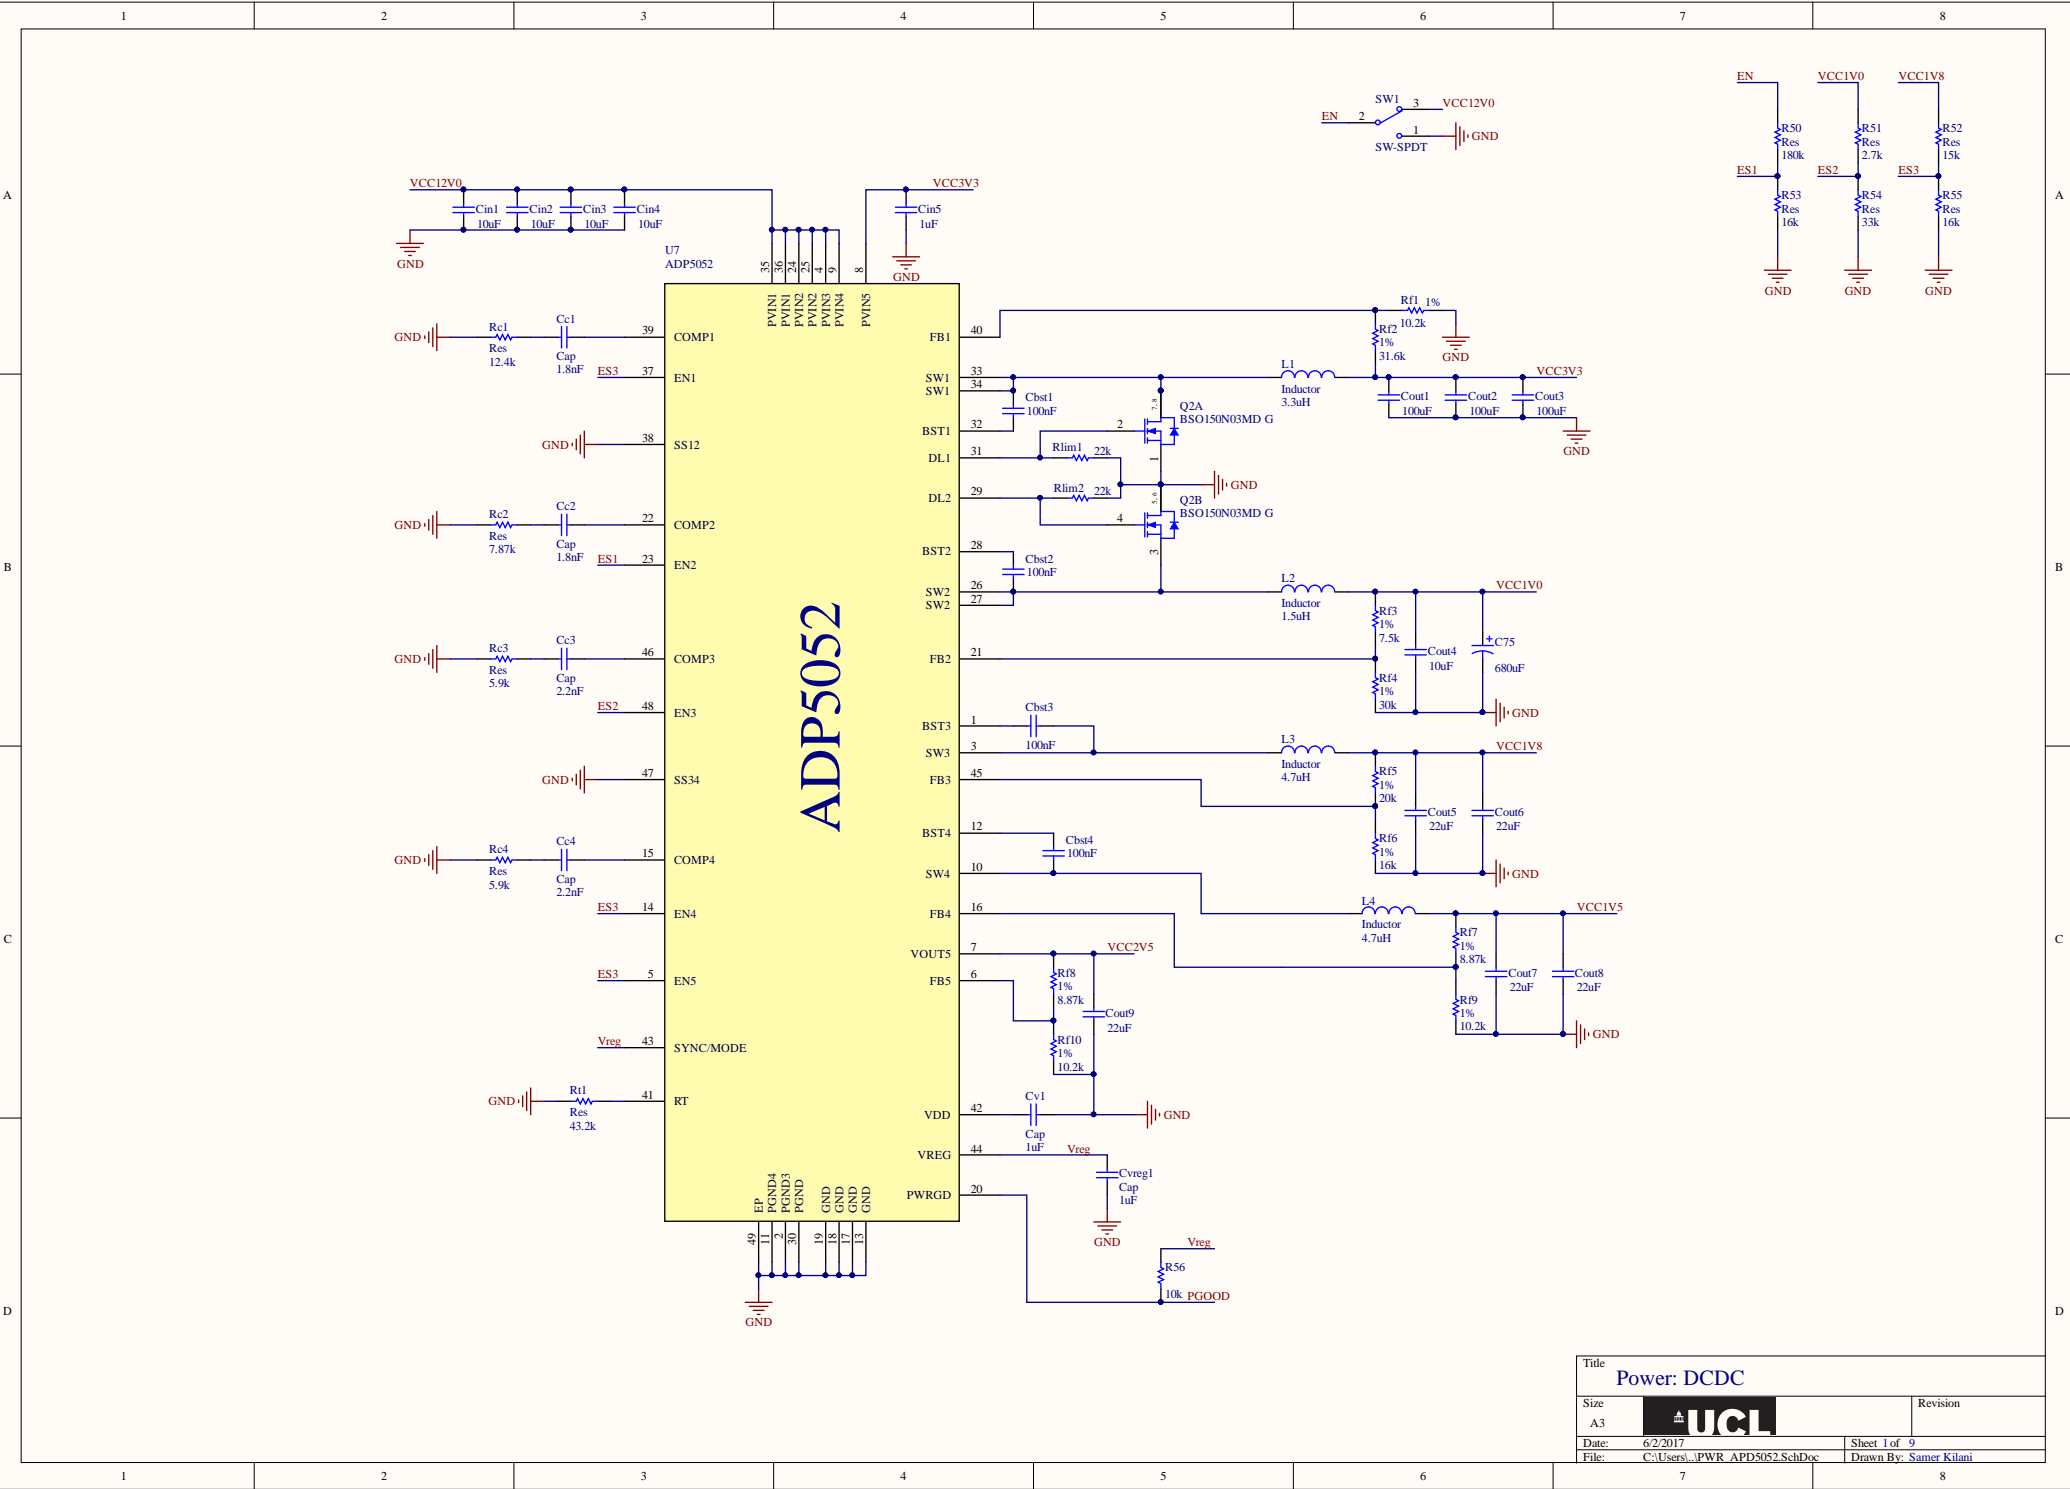 1 2 3 4 5 6 7 8
A A
B B
C C
D D
EN VCC1V0 VCC1V8
R50 R51 R52
Res Res Res
180k 2.7k 15k
ES1 ES2 ES3
R53 R54 R55
Res Res Res
16k 33k 16k
GND GND GND
SW1 3 VCC12V0
EN 2
1 GND
SW-SPDT
VCC12V0 VCC3V3
Cin1 Cin2 Cin3 Cin4 Cin5
10uF 10uF 10uF 10uF 1uF
GND GND
U7
ADP5052
35 36 24 25 4 9 8
PVIN1 PVIN1 PVIN2 PVIN2 PVIN3 PVIN4 PVIN5
ADP5052
GND Rc1 Cc1 39 COMP1
Res Cap
12.4k 1.8nF
ES3 37 EN1
GND 38 SS12
GND Rc2 Cc2 22 COMP2
Res Cap
7.87k 1.8nF
ES1 23 EN2
GND Rc3 Cc3 46 COMP3
Res Cap
5.9k 2.2nF
ES2 48 EN3
GND 47 SS34
GND Rc4 Cc4 15 COMP4
Res Cap
5.9k 2.2nF
ES3 14 EN4
ES3 5 EN5
Vreg 43 SYNC/MODE
GND Rt1 41 RT
Res
43.2k
EP PGND4 PGND3 PGND GND GND GND GND
49 11 2 30 19 18 17 13
GND
FB1 40
Rf1 1%
10.2k
GND
Rf2
1%
31.6k
SW1 33
SW1 34
L1
Inductor
3.3uH
VCC3V3
Cout1 Cout2 Cout3
100uF 100uF 100uF
GND
Cbst1
100nF
BST1 32
DL1 31
Rlim1 22k
DL2 29
Rlim2 22k
7, 8
2
Q2A
BSO150N03MD G
1
GND
5, 6
4
Q2B
BSO150N03MD G
3
BST2 28
Cbst2
100nF
SW2 26
SW2 27
L2
Inductor
1.5uH
VCC1V0
Rf3
1%
7.5k
FB2 21
Rf4
1%
30k
Cout4
10uF
+ C75
680uF
GND
BST3 1
Cbst3
100nF
SW3 3
L3
Inductor
4.7uH
VCC1V8
FB3 45
Rf5
1%
20k
Rf6
1%
16k
Cout5 Cout6
22uF 22uF
GND
BST4 12
Cbst4
100nF
SW4 10
FB4 16
L4
Inductor
4.7uH
VCC1V5
Rf7
1%
8.87k
Rf9
1%
10.2k
Cout7 Cout8
22uF 22uF
GND
VOUT5 7 VCC2V5
FB5 6
Rf8
1%
8.87k
Cout9
22uF
Rf10
1%
10.2k
VDD 42
Cv1
Cap
1uF
GND
VREG 44 Vreg
Cvreg1
Cap
1uF
GND
PWRGD 20
Vreg
R56
10k PGOOD
Title
Power: DCDC
Size
A3
UCL
Revision
Date: 6/2/2017 Sheet 1 of 9
File: C:\Users\..\PWR_APD5052.SchDoc Drawn By: Samer Kilani
1 2 3 4 5 6 7 8